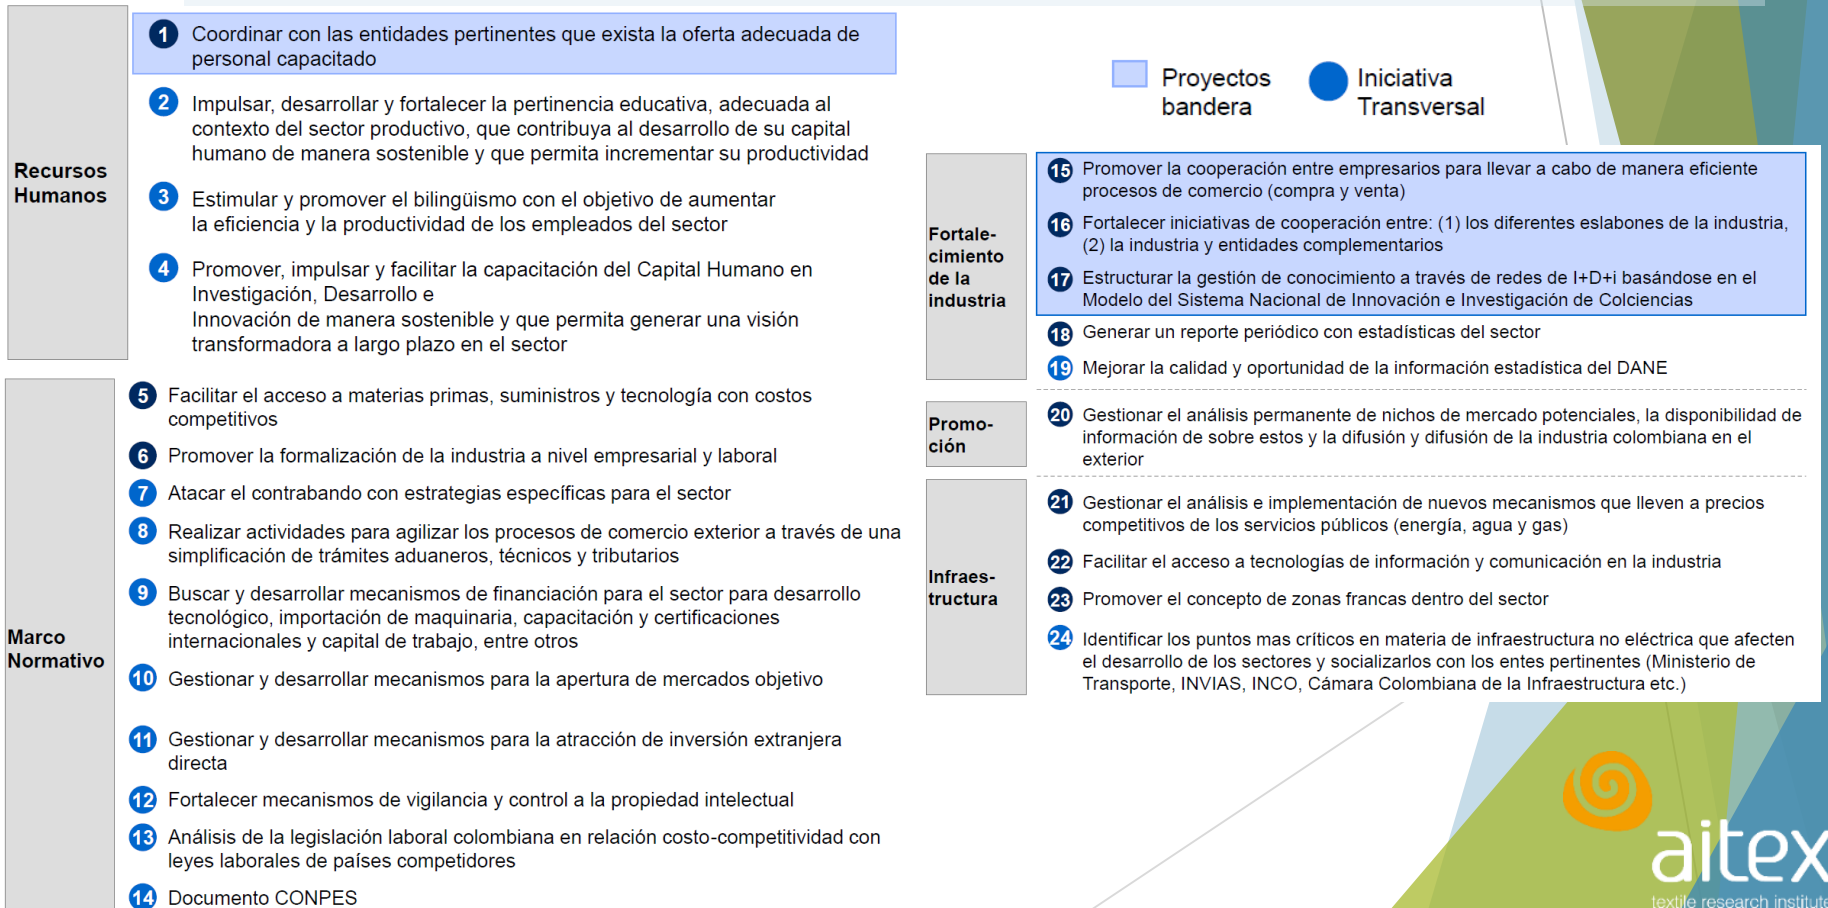 Recursos
Humanos
1 Coordinar con las entidades pertinentes que exista la oferta adecuada de
personal capacitado
2 Impulsar, desarrollar y fortalecer la pertinencia educativa, adecuada al
contexto del sector productivo, que contribuya al desarrollo de su capital
humano de manera sostenible y que permita incrementar su productividad
3 Estimular y promover el bilingüismo con el objetivo de aumentar
la eficiencia y la productividad de los empleados del sector
4 Promover, impulsar y facilitar la capacitación del Capital Humano en
Investigación, Desarrollo e
Innovación de manera sostenible y que permita generar una visión
transformadora a largo plazo en el sector
Marco
Normativo
5 Facilitar el acceso a materias primas, suministros y tecnología con costos
competitivos
6 Promover la formalización de la industria a nivel empresarial y laboral
7 Atacar el contrabando con estrategias específicas para el sector
8 Realizar actividades para agilizar los procesos de comercio exterior a través de una
simplificación de trámites aduaneros, técnicos y tributarios
9 Buscar y desarrollar mecanismos de financiación para el sector para desarrollo
tecnológico, importación de maquinaria, capacitación y certificaciones
internacionales y capital de trabajo, entre otros
10 Gestionar y desarrollar mecanismos para la apertura de mercados objetivo
11 Gestionar y desarrollar mecanismos para la atracción de inversión extranjera
directa
12 Fortalecer mecanismos de vigilancia y control a la propiedad intelectual
13 Análisis de la legislación laboral colombiana en relación costo-competitividad con
leyes laborales de países competidores
14 Documento CONPES
Proyectos
bandera
Iniciativa
Transversal
Fortale-
cimiento
de la
industria
15 Promover la cooperación entre empresarios para llevar a cabo de manera eficiente
procesos de comercio (compra y venta)
16 Fortalecer iniciativas de cooperación entre: (1) los diferentes eslabones de la industria,
(2) la industria y entidades complementarios
17 Estructurar la gestión de conocimiento a través de redes de I+D+i basándose en el
Modelo del Sistema Nacional de Innovación e Investigación de Colciencias
18 Generar un reporte periódico con estadísticas del sector
19 Mejorar la calidad y oportunidad de la información estadística del DANE
Promo-
ción
20 Gestionar el análisis permanente de nichos de mercado potenciales, la disponibilidad de
información de sobre estos y la difusión y difusión de la industria colombiana en el
exterior
Infraes-
tructura
21 Gestionar el análisis e implementación de nuevos mecanismos que lleven a precios
competitivos de los servicios públicos (energía, agua y gas)
22 Facilitar el acceso a tecnologías de información y comunicación en la industria
23 Promover el concepto de zonas francas dentro del sector
24 Identificar los puntos mas críticos en materia de infraestructura no eléctrica que afecten
el desarrollo de los sectores y socializarlos con los entes pertinentes (Ministerio de
Transporte, INVIAS, INCO, Cámara Colombiana de la Infraestructura etc.)
aitex
textile research institute